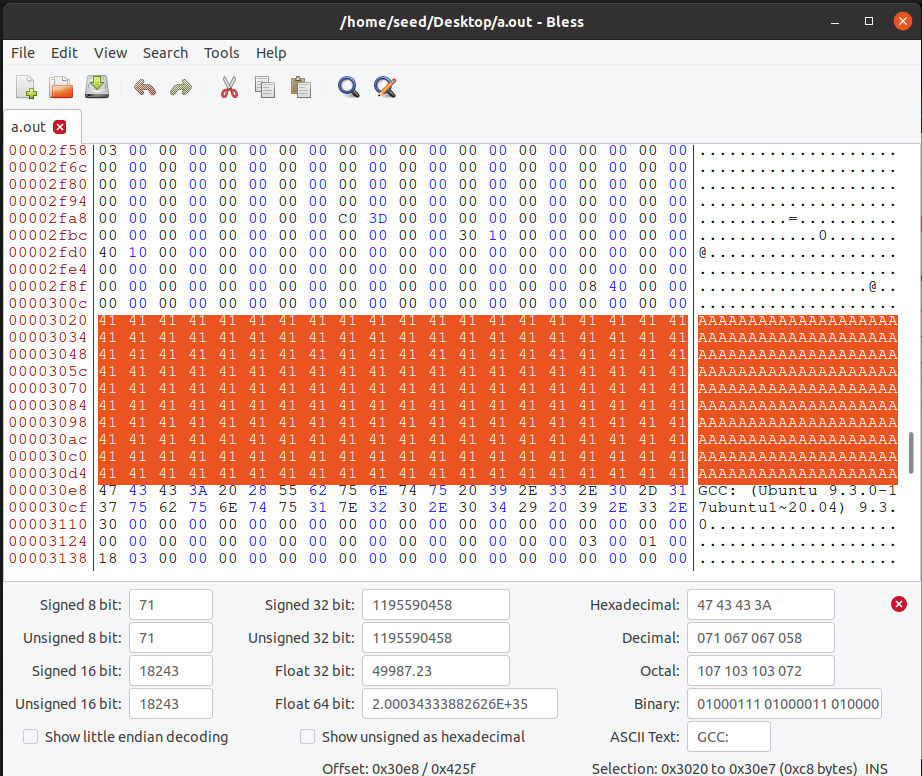 /home/seed/Desktop/a.out - Bless
File Edit View Search Tools Help
a.out
00002f58 03 00 00 00 00 00 00 00 00 00 00 00 00 00 00 00 00 00 00 00 ....................
00002f6c 00 00 00 00 00 00 00 00 00 00 00 00 00 00 00 00 00 00 00 00 ....................
00002f80 00 00 00 00 00 00 00 00 00 00 00 00 00 00 00 00 00 00 00 00 ....................
00002f94 00 00 00 00 00 00 00 00 00 00 00 00 00 00 00 00 00 00 00 00 ....................
00002fa8 00 00 00 00 00 00 00 00 C0 3D 00 00 00 00 00 00 00 00 00 00 .........=..........
00002fbc 00 00 00 00 00 00 00 00 00 00 00 00 30 10 00 00 00 00 00 00 ............0.......
00002fd0 40 10 00 00 00 00 00 00 00 00 00 00 00 00 00 00 00 00 00 00 @...................
00002fe4 00 00 00 00 00 00 00 00 00 00 00 00 00 00 00 00 00 00 00 00 ....................
00002f8f 00 00 00 00 00 00 00 00 00 00 00 00 00 00 00 00 08 40 00 00 .................@..
0000300c 00 00 00 00 00 00 00 00 00 00 00 00 00 00 00 00 00 00 00 00 ....................
00003020 41 41 41 41 41 41 41 41 41 41 41 41 41 41 41 41 41 41 41 41 AAAAAAAAAAAAAAAAAAAA
00003034 41 41 41 41 41 41 41 41 41 41 41 41 41 41 41 41 41 41 41 41 AAAAAAAAAAAAAAAAAAAA
00003048 41 41 41 41 41 41 41 41 41 41 41 41 41 41 41 41 41 41 41 41 AAAAAAAAAAAAAAAAAAAA
0000305c 41 41 41 41 41 41 41 41 41 41 41 41 41 41 41 41 41 41 41 41 AAAAAAAAAAAAAAAAAAAA
00003070 41 41 41 41 41 41 41 41 41 41 41 41 41 41 41 41 41 41 41 41 AAAAAAAAAAAAAAAAAAAA
00003084 41 41 41 41 41 41 41 41 41 41 41 41 41 41 41 41 41 41 41 41 AAAAAAAAAAAAAAAAAAAA
00003098 41 41 41 41 41 41 41 41 41 41 41 41 41 41 41 41 41 41 41 41 AAAAAAAAAAAAAAAAAAAA
000030ac 41 41 41 41 41 41 41 41 41 41 41 41 41 41 41 41 41 41 41 41 AAAAAAAAAAAAAAAAAAAA
000030c0 41 41 41 41 41 41 41 41 41 41 41 41 41 41 41 41 41 41 41 41 AAAAAAAAAAAAAAAAAAAA
000030d4 41 41 41 41 41 41 41 41 41 41 41 41 41 41 41 41 41 41 41 41 AAAAAAAAAAAAAAAAAAAA
000030e8 47 43 43 3A 20 28 55 62 75 6E 74 75 20 39 2E 33 2E 30 2D 31 GCC: (Ubuntu 9.3.0-1
000030cf 37 75 62 75 6E 74 75 31 7E 32 30 2E 30 34 29 20 39 2E 33 2E 7ubuntu1~20.04) 9.3.
00003110 30 00 00 00 00 00 00 00 00 00 00 00 00 00 00 00 00 00 00 00 0...................
00003124 00 00 00 00 00 00 00 00 00 00 00 00 00 00 00 00 03 00 01 00 ....................
00003138 18 03 00 00 00 00 00 00 00 00 00 00 00 00 00 00 00 00 00 00 ....................
Signed 8 bit: 71 Signed 32 bit: 1195590458 Hexadecimal: 47 43 43 3A
Unsigned 8 bit: 71 Unsigned 32 bit: 1195590458 Decimal: 071 067 067 058
Signed 16 bit: 18243 Float 32 bit: 49987.23 Octal: 107 103 103 072
Unsigned 16 bit: 18243 Float 64 bit: 2.00034333882626E+35 Binary: 01000111 01000011 010000
Show little endian decoding Show unsigned as hexadecimal ASCII Text: GCC:
Offset: 0x30e8 / 0x425f Selection: 0x3020 to 0x30e7 (0xc8 bytes) INS